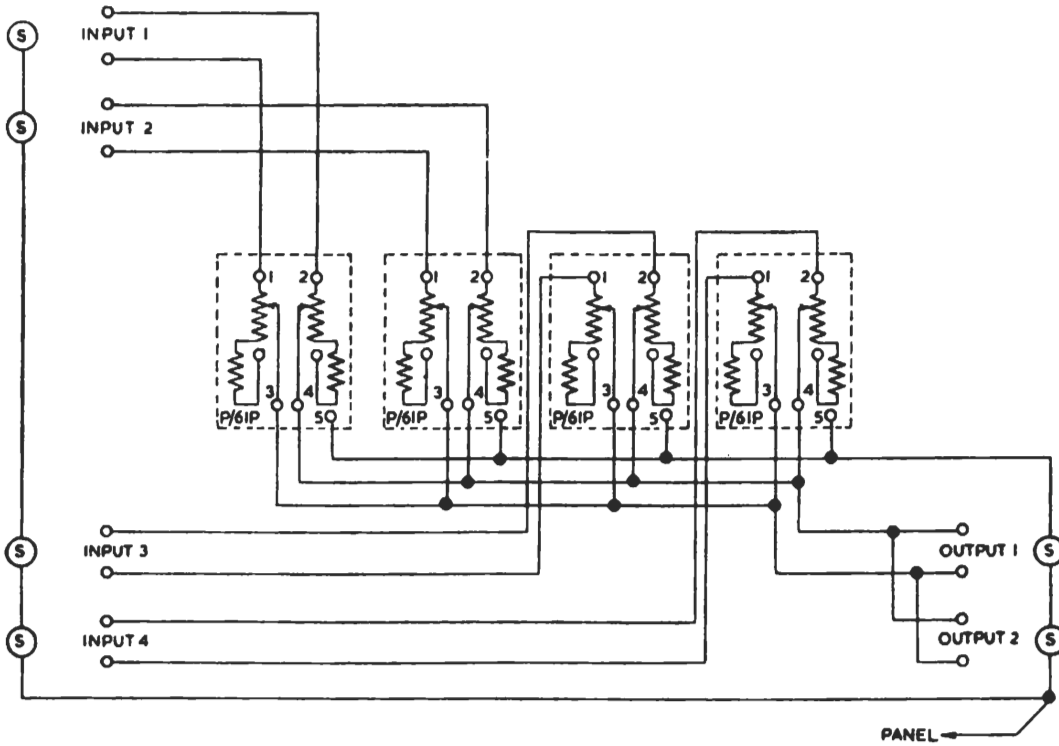 S
INPUT 1
S
INPUT 2
1 2
3 4
P/61P 5
1 2
3 4
P/61P 5
1 2
3 4
P/61P 5
1 2
3 4
P/61P 5
S
INPUT 3
OUTPUT 1
S
S
INPUT 4
OUTPUT 2
S
PANEL